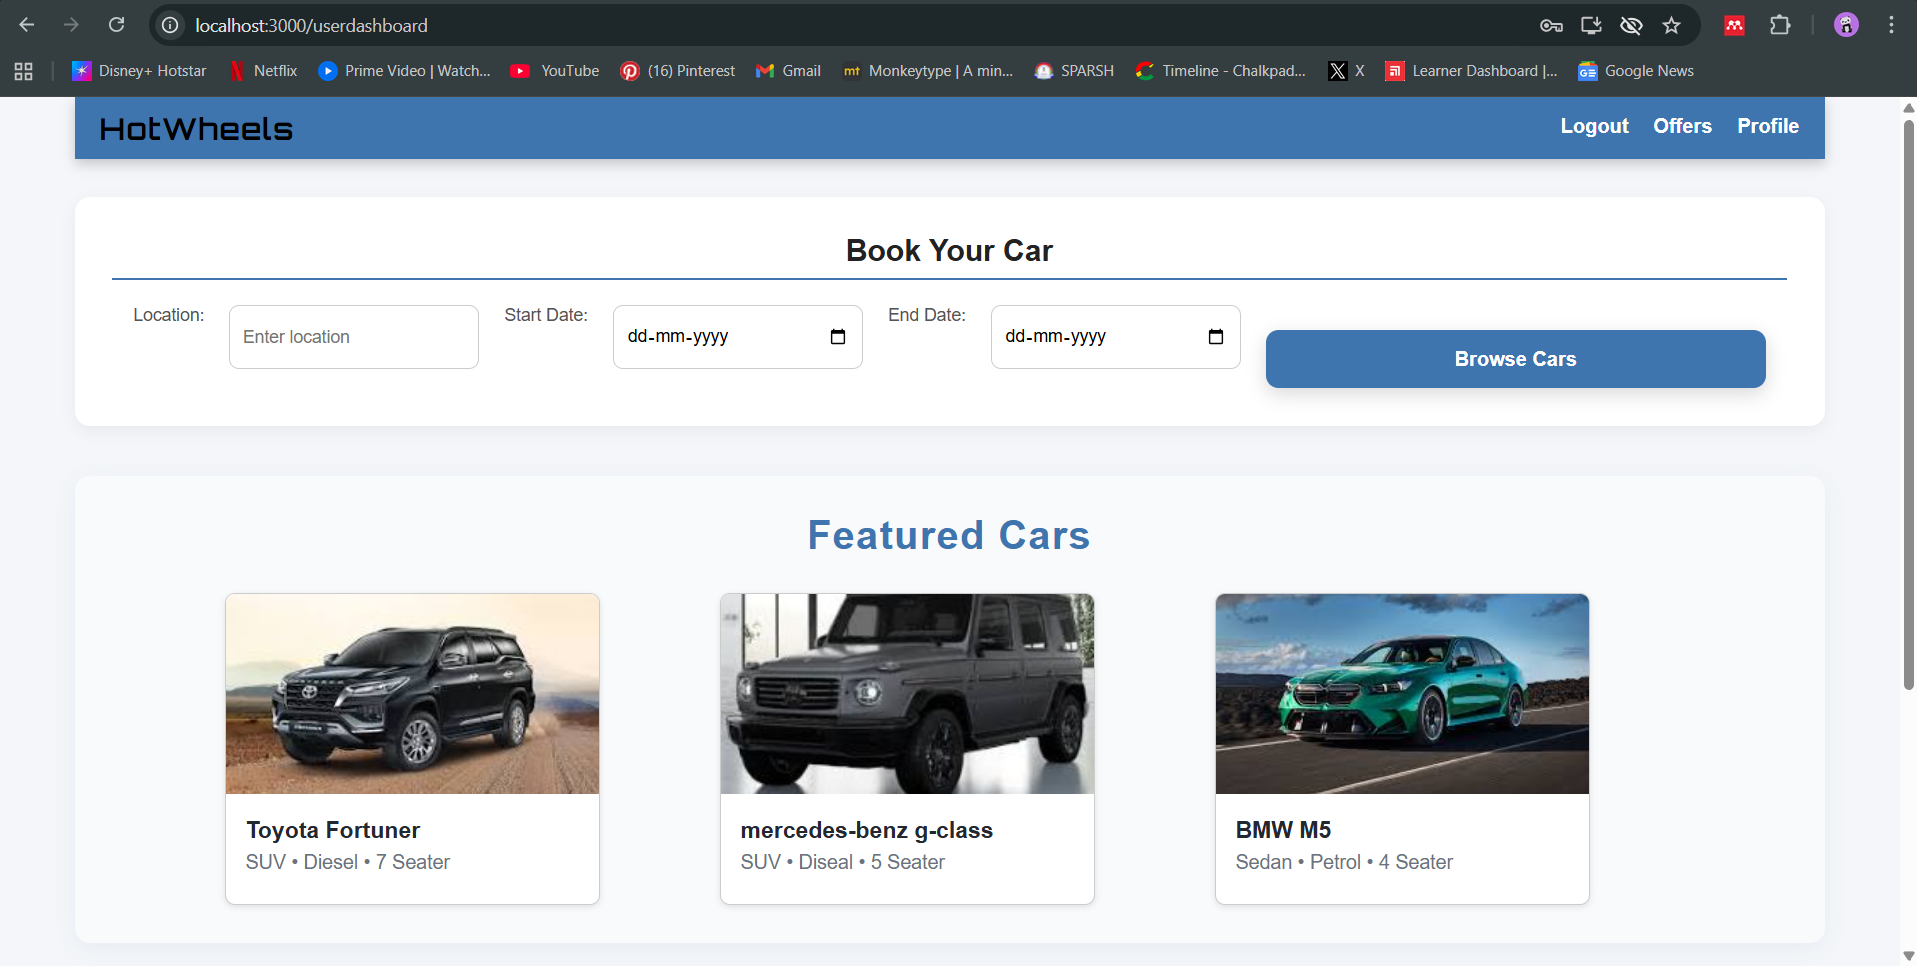 localhost:3000/userdashboard
Disney+ Hotstar Netflix Prime Video | Watch... YouTube (16) Pinterest Gmail mt Monkeytype | A min... SPARSH Timeline - Chalkpad... X Learner Dashboard |... Google News
HotWheels Logout Offers Profile
Book Your Car
Location: Enter location Start Date: dd-mm-yyyy End Date: dd-mm-yyyy Browse Cars
Featured Cars
Toyota Fortuner
SUV • Diesel • 7 Seater
mercedes-benz g-class
SUV • Diseal • 5 Seater
BMW M5
Sedan • Petrol • 4 Seater